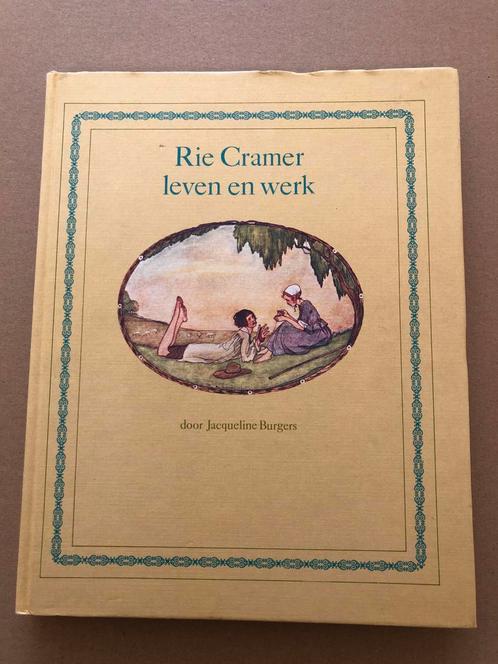 Rie Cramer
leven en werk
door Jacqueline Burgers